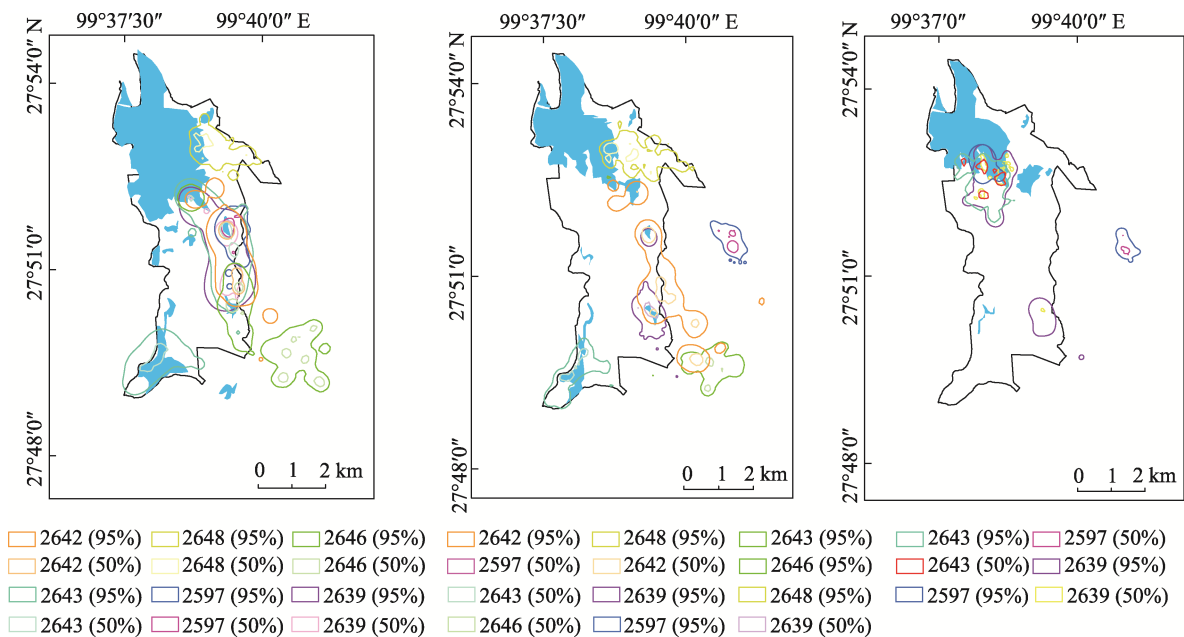 99°37'30" 99°40'0" E
99°37'30" 99°40'0" E
99°37'0" 99°40'0" E
27°54'0" N
27°51'0"
27°48'0"
27°54'0" N
27°51'0"
27°48'0"
27°54'0" N
27°51'0"
27°48'0"
0 1 2 km
0 1 2 km
0 1 2 km
2642 (95%) 2648 (95%) 2646 (95%)
2642 (50%) 2648 (50%) 2646 (50%)
2643 (95%) 2597 (95%) 2639 (95%)
2643 (50%) 2597 (50%) 2639 (50%)
2642 (95%) 2648 (95%) 2643 (95%)
2597 (50%) 2642 (50%) 2646 (95%)
2643 (50%) 2639 (95%) 2648 (95%)
2646 (50%) 2597 (95%) 2639 (50%)
2643 (95%) 2597 (50%)
2643 (50%) 2639 (95%)
2597 (95%) 2639 (50%)